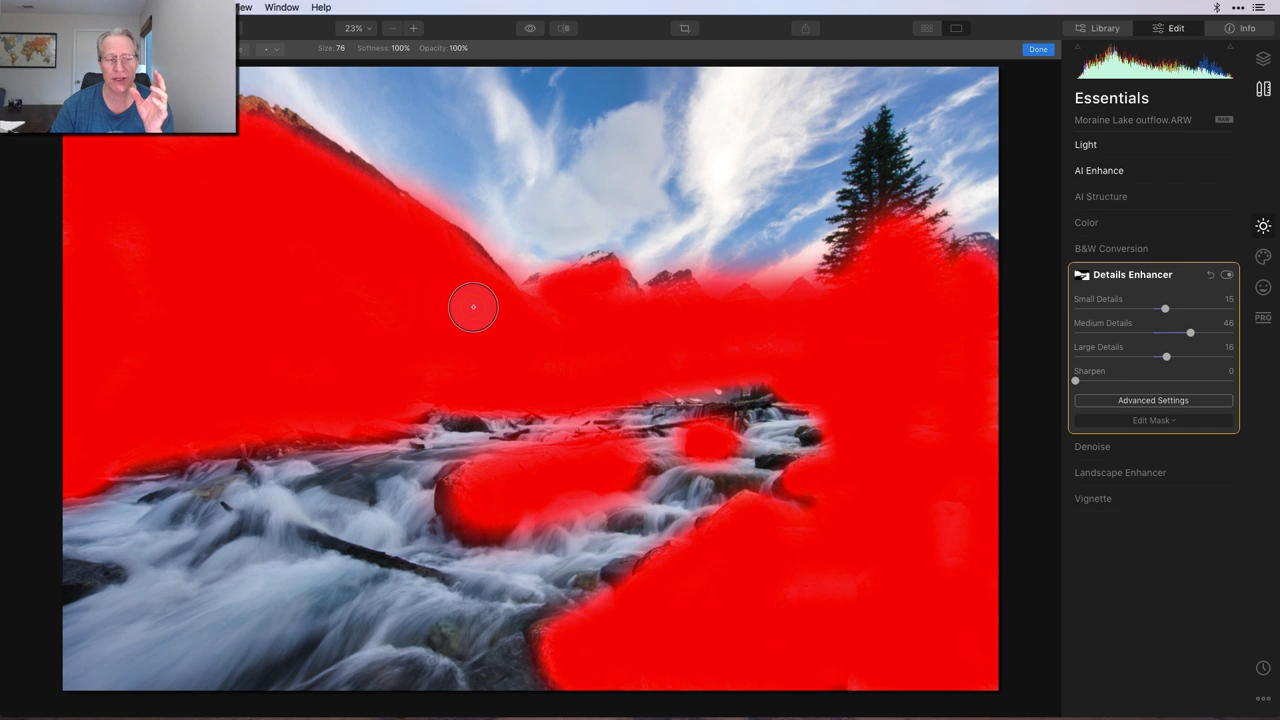 ew Window Help
23%
Library Edit Info
Size: 76 Softness: 100% Opacity: 100%
Done
Essentials
Moraine Lake outflow.ARW RAW
Light
AI Enhance
AI Structure
Color
B&W Conversion
Details Enhancer
Small Details 15
Medium Details 46
Large Details 16
Sharpen 0
Advanced Settings
Edit Mask
Denoise
Landscape Enhancer
Vignette
PRO